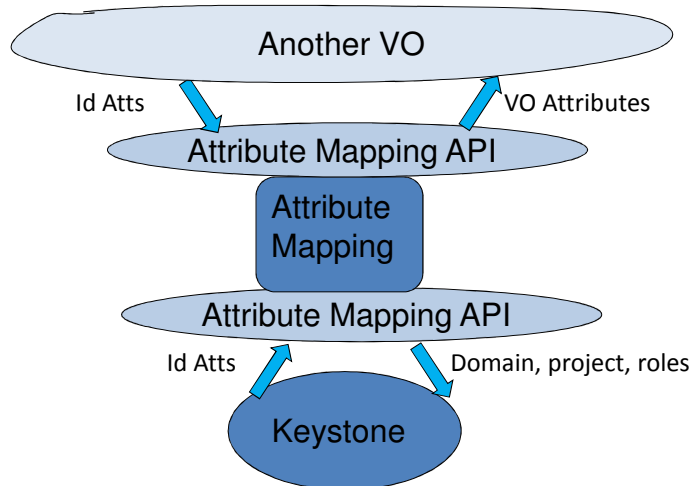 Another VO
Id Atts
VO Attributes
Attribute Mapping API
Attribute
Mapping
Attribute Mapping API
Id Atts
Domain, project, roles
Keystone